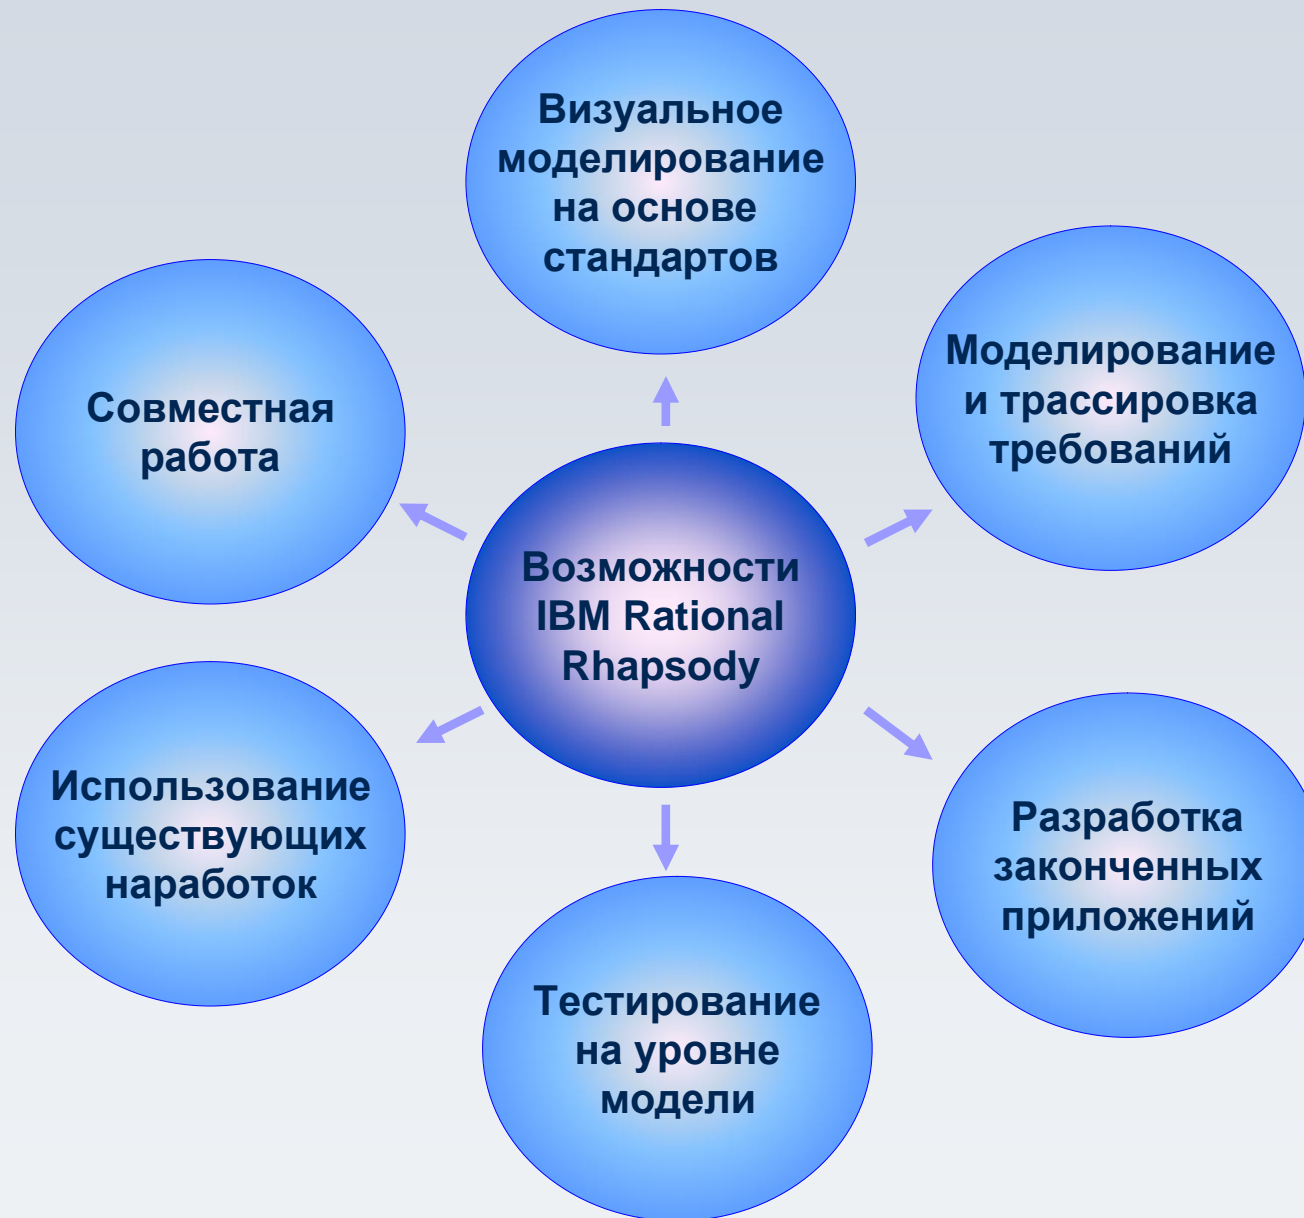 Визуальное
моделирование
на основе
стандартов
Моделирование
и трассировка
требований
Совместная
работа
Возможности
IBM Rational
Rhapsody
Использование
существующих
наработок
Разработка
законченных
приложений
Тестирование
на уровне
модели